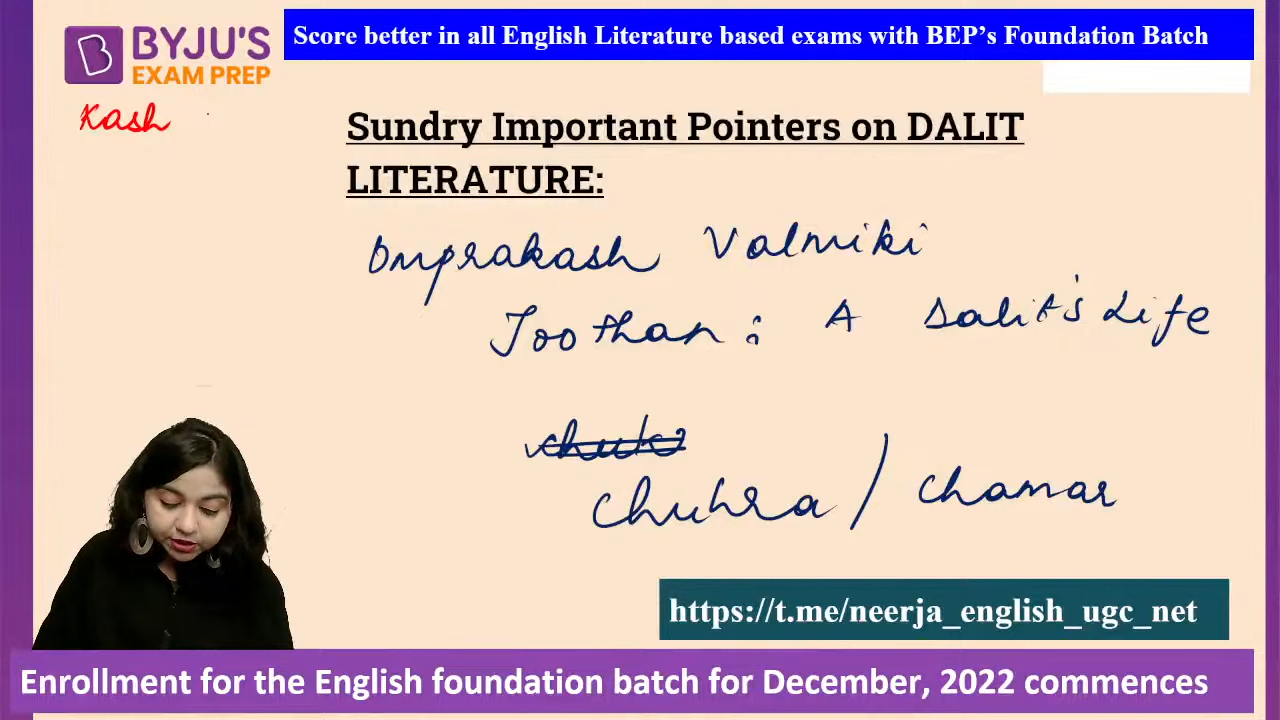 BYJU'S
EXAM PREP
Score better in all English Literature based exams with BEP's Foundation Batch
Kash
Sundry Important Pointers on DALIT
LITERATURE:
Omprakash Valmiki
Joothan: A Dalit's Life
Chuhra / Chamar
https://t.me/neerja_english_ugc_net
Enrollment for the English foundation batch for December, 2022 commences